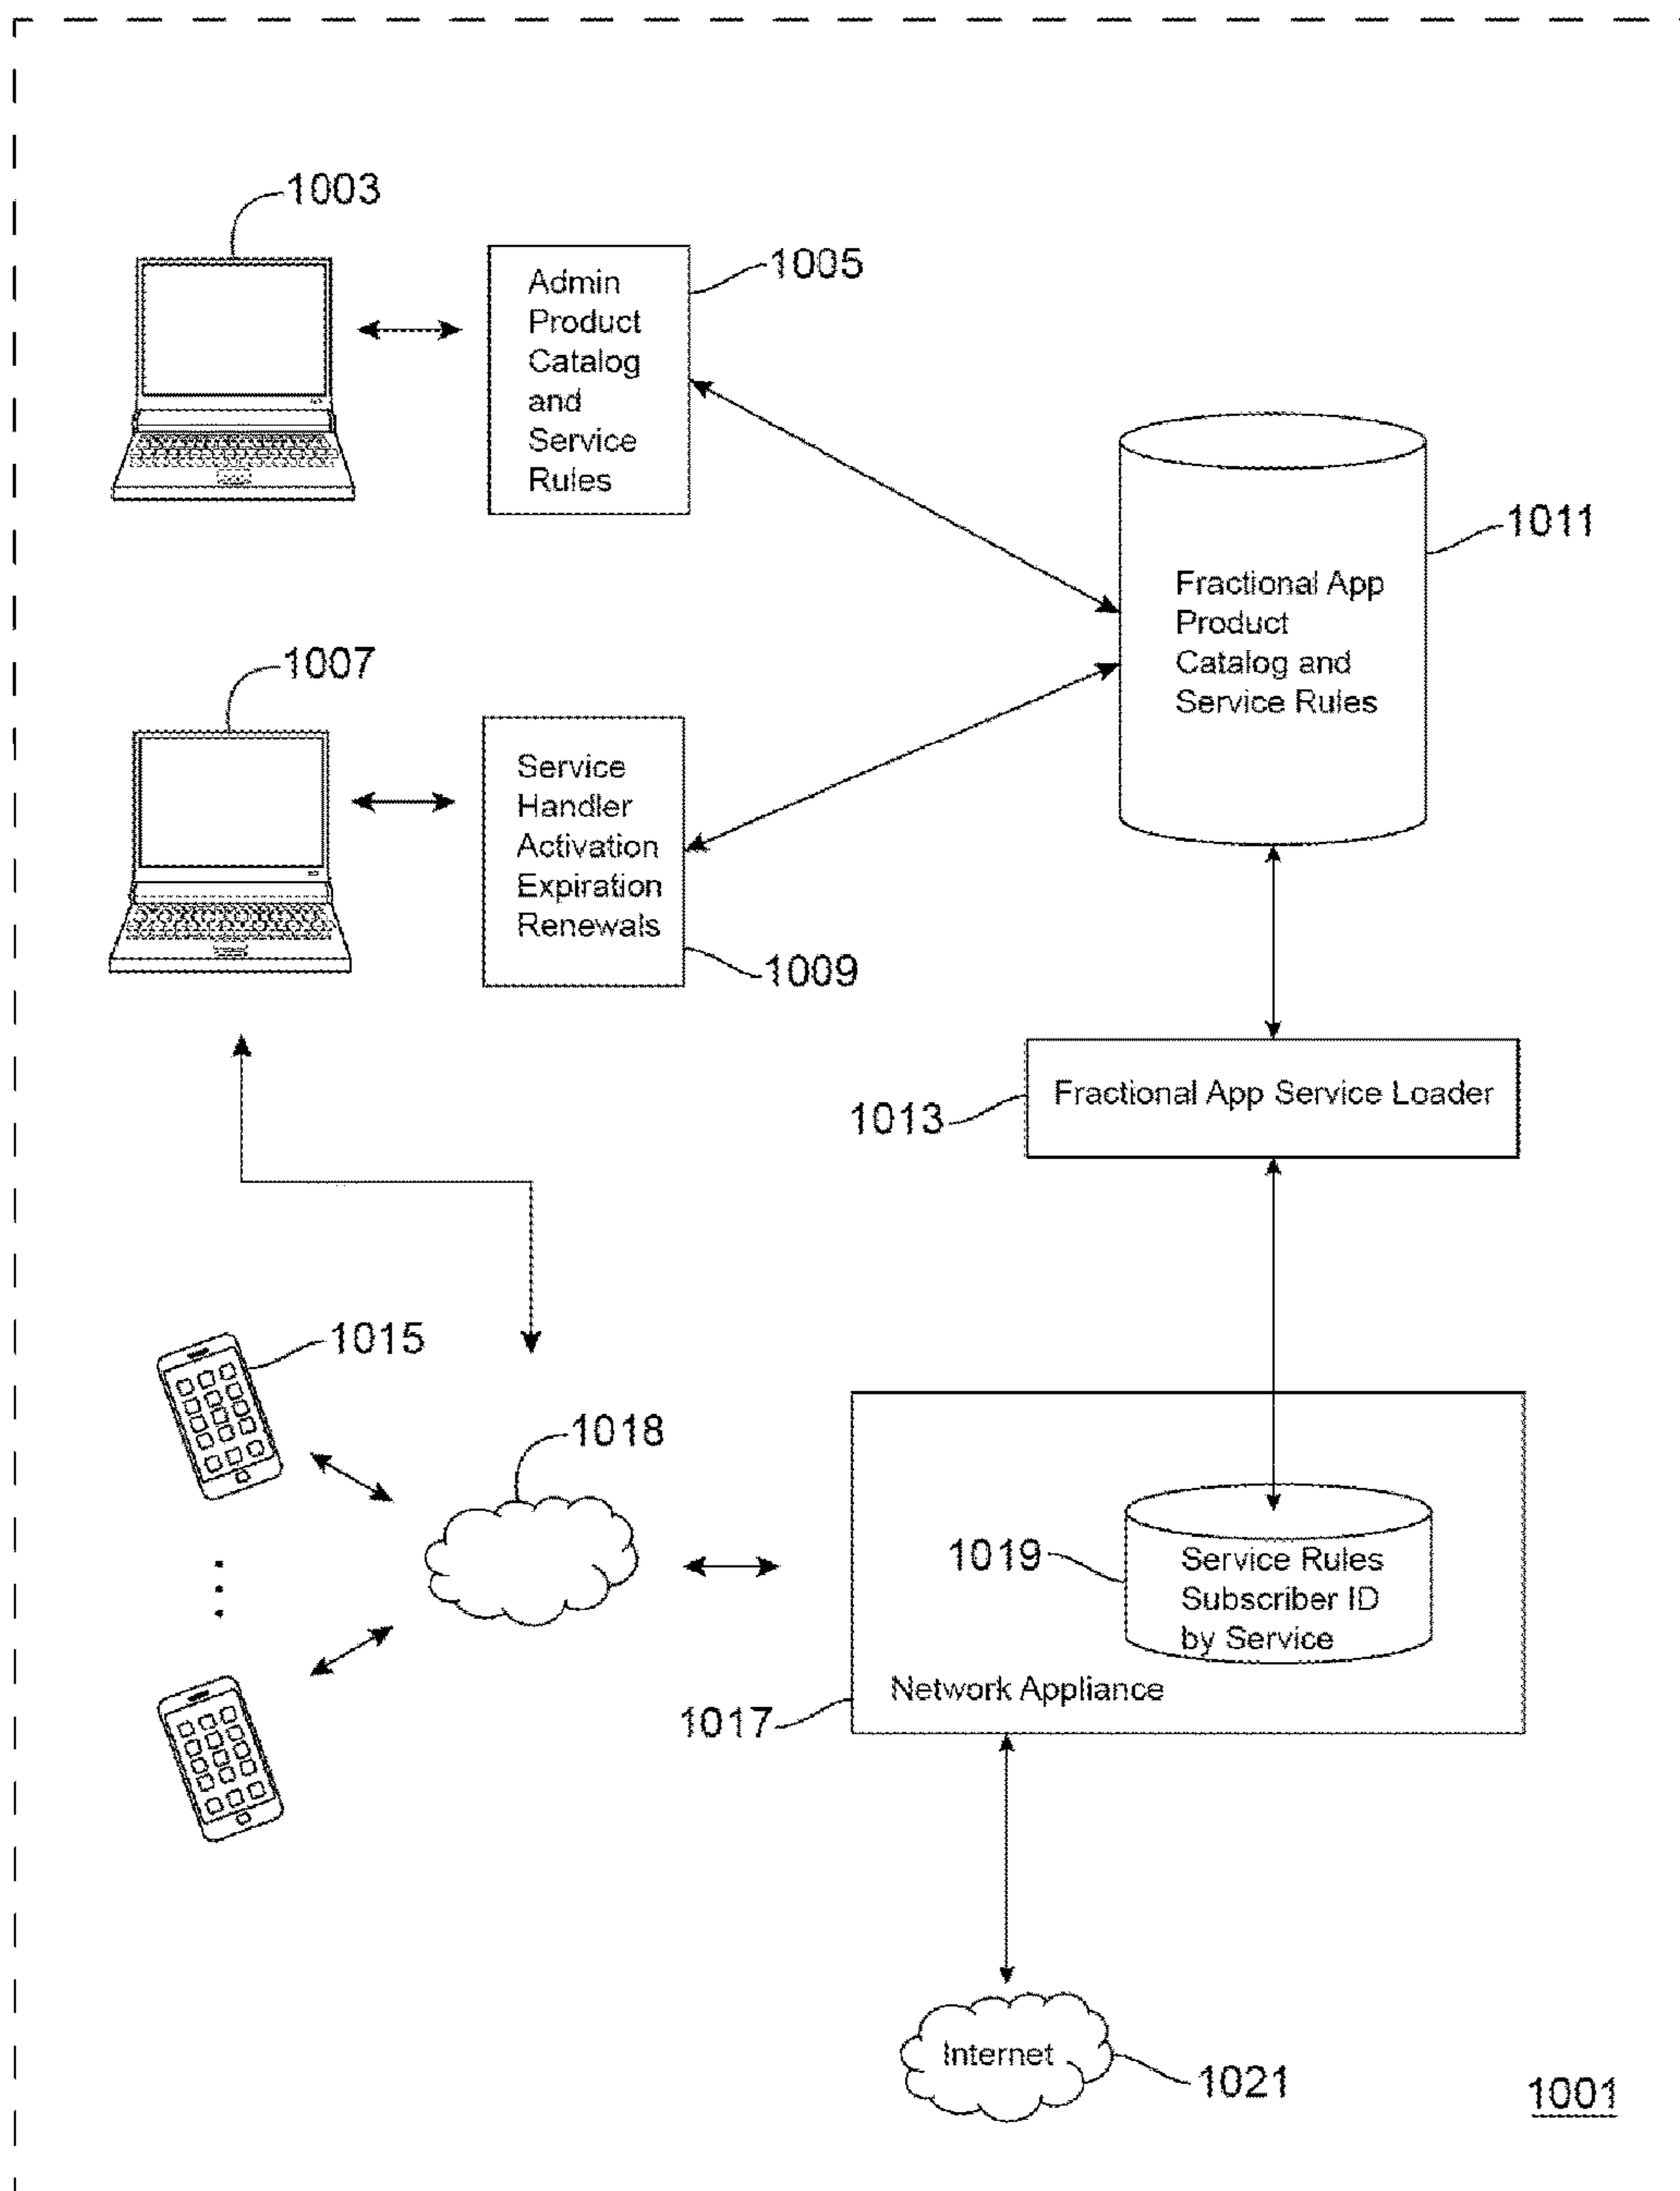 1003
1005
Admin
Product
Catalog
and
Service
Rules
1011
Fractional App
Product
Catalog and
Service Rules
1007
Service
Handler
Activation
Expiration
Renewals
1009
Fractional App Service Loader
1013
1015
1018
1019
Service Rules
Subscriber ID
by Service
Network Appliance
1017
Internet
1021
1001